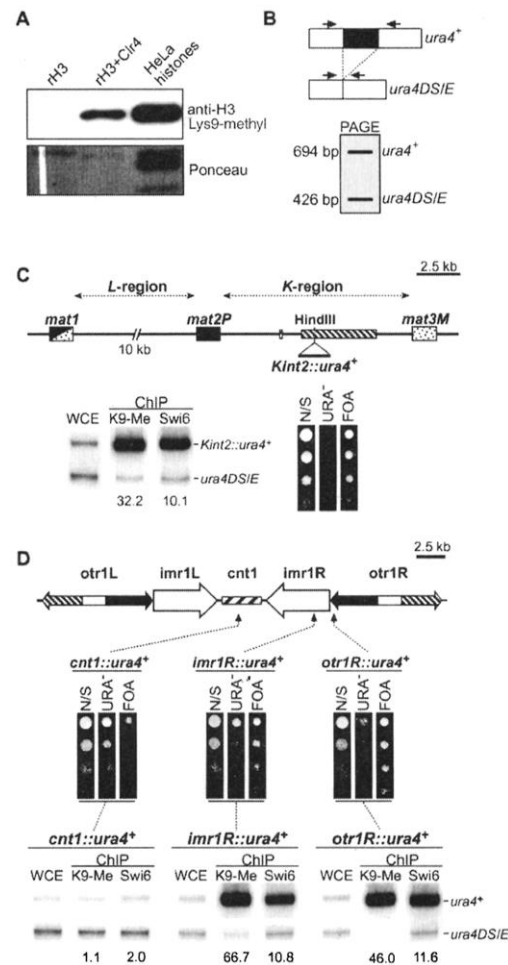 A
rH3
rH3+Clr4
HeLa
histones
anti-H3
Lys9-methyl
Ponceau
B
ura4+
ura4DS/E
PAGE
694 bp
ura4+
426 bp
ura4DS/E
C
2.5 kb
L-region
K-region
mat1
mat2P
HindIII
mat3M
10 kb
Kint2::ura4+
ChIP
WCE K9-Me Swi6
Kint2::ura4+
ura4DS/E
32.2 10.1
N/S
URA-
FOA
D
2.5 kb
otr1L imr1L cnt1 imr1R otr1R
cnt1::ura4+ imr1R::ura4+ otr1R::ura4+
N/S URA- FOA N/S URA- FOA N/S URA- FOA
cnt1::ura4+ imr1R::ura4+ otr1R::ura4+
ChIP ChIP ChIP
WCE K9-Me Swi6 WCE K9-Me Swi6 WCE K9-Me Swi6
ura4+
ura4DS/E
1.1 2.0 66.7 10.8 46.0 11.6